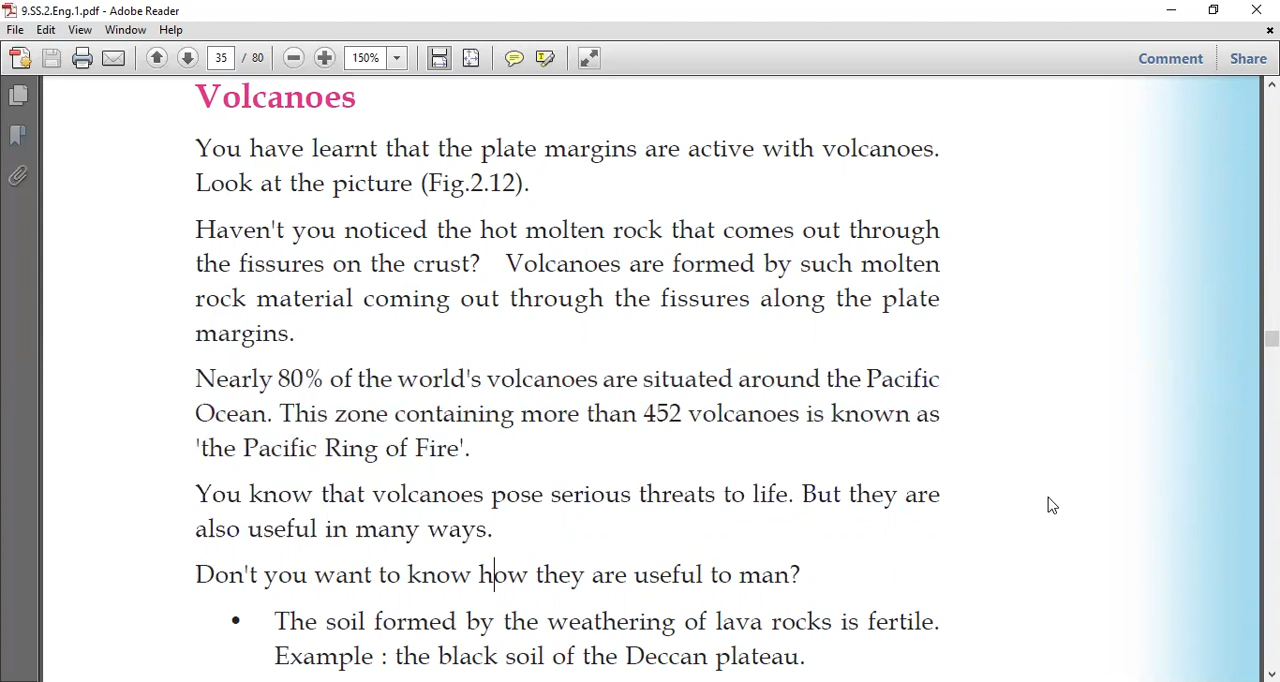 9.SS.2.Eng.1.pdf - Adobe Reader
File Edit View Window Help
35 / 80 150% Comment Share
Volcanoes
You have learnt that the plate margins are active with volcanoes.
Look at the picture (Fig.2.12).
Haven't you noticed the hot molten rock that comes out through
the fissures on the crust? Volcanoes are formed by such molten
rock material coming out through the fissures along the plate
margins.
Nearly 80% of the world's volcanoes are situated around the Pacific
Ocean. This zone containing more than 452 volcanoes is known as
'the Pacific Ring of Fire'.
You know that volcanoes pose serious threats to life. But they are
also useful in many ways.
Don't you want to know how they are useful to man?
• The soil formed by the weathering of lava rocks is fertile.
Example : the black soil of the Deccan plateau.